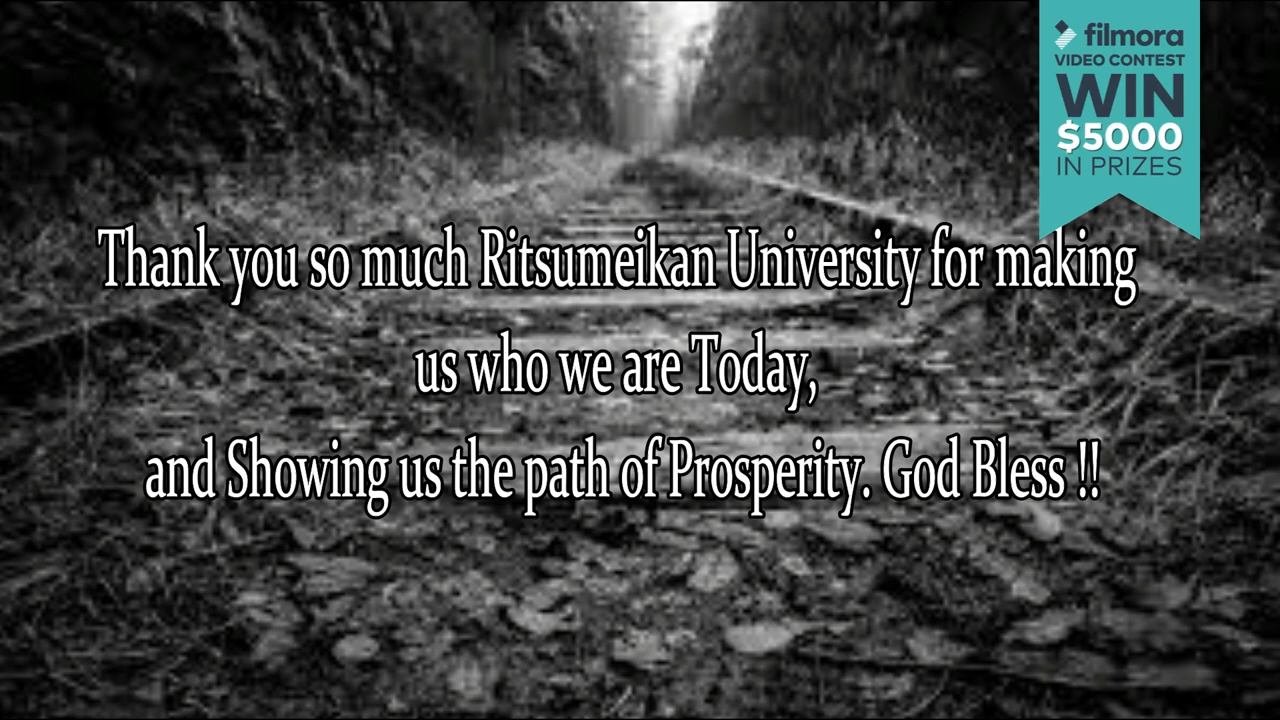 filmora
VIDEO CONTEST
WIN
$5000
IN PRIZES
Thank you so much Ritsumeikan University for making
us who we are Today,
and Showing us the path of Prosperity. God Bless !!